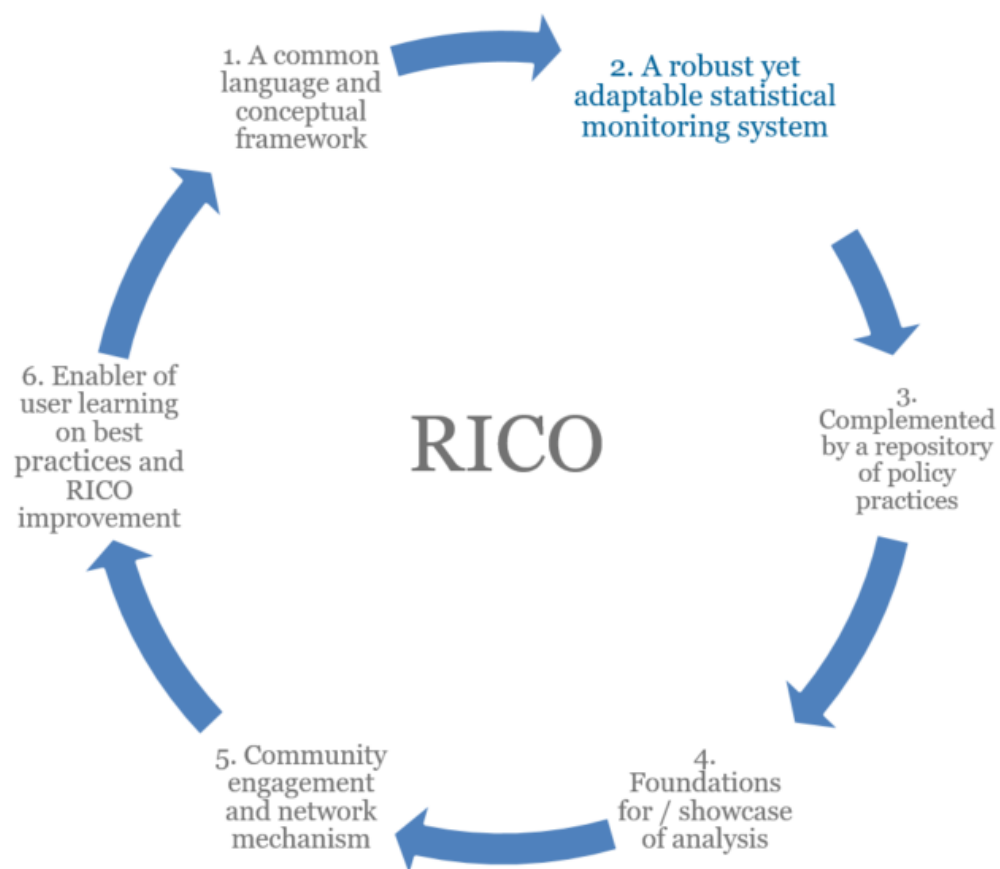 1. A common
language and
conceptual
framework
2. A robust yet
adaptable statistical
monitoring system
3.
Complemented
by a repository
of policy
practices
4.
Foundations
for / showcase
of analysis
5. Community
engagement
and network
mechanism
6. Enabler of
user learning
on best
practices and
RICO
improvement
RICO